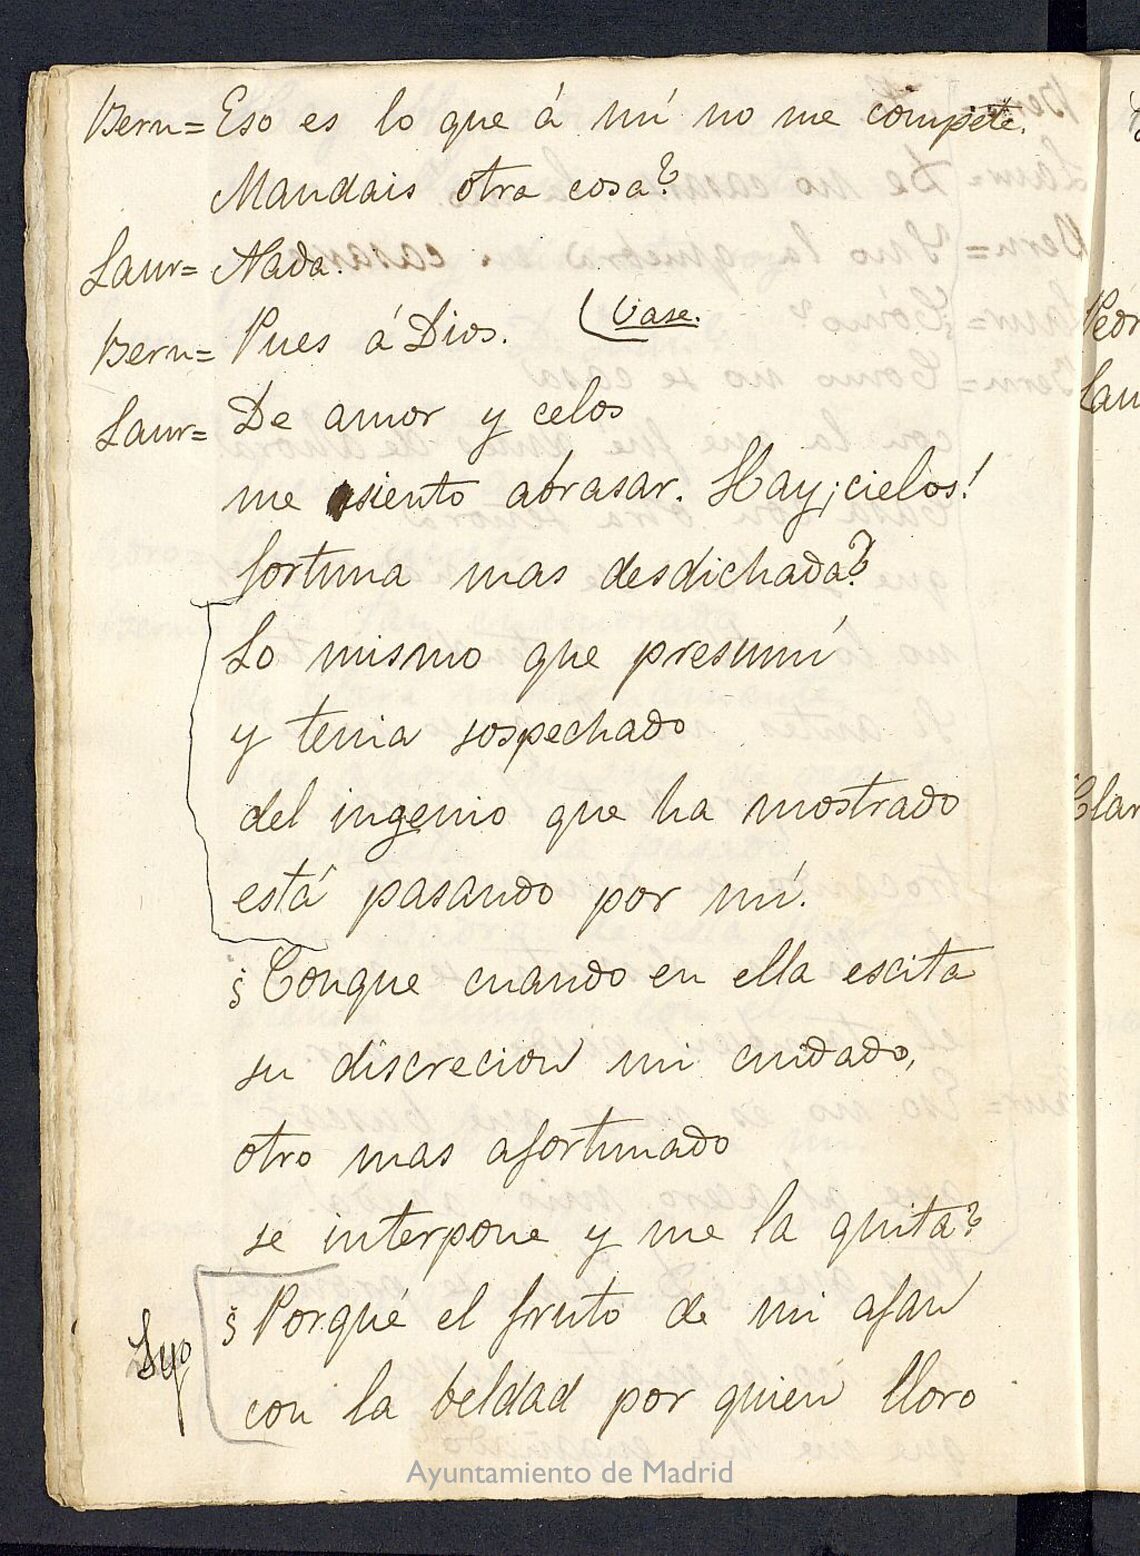 Bern= Eso es lo que á mí no me compete.
Mandais otra cosa?
Laur= Nada.
Bern= Pues á Dios. (Vase.
Laur= De amor y celos
me siento abrasar. Hay ¡cielos!
fortuna mas desdichada?
Lo mismo que presumí
y tenia sospechado
del ingenio que ha mostrado
está pasando por mí.
¿Conque cuando en ella escita
su discrecion mi cuidado,
otro mas afortunado
se interpone y me la quita?
¿Porqué el fruto de mi afan
con la beldad por quien lloro
Ayuntamiento de Madrid